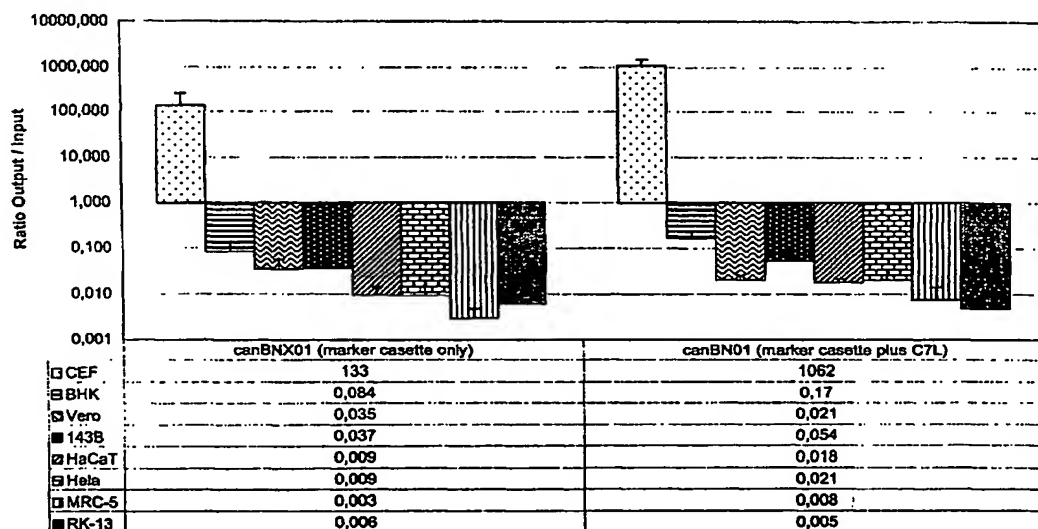 10000,000
1000,000
100,000
10,000
1,000
0,100
0,010
0,001
Ratio Output / Input
canBNX01 (marker casette only) canBN01 (marker casette plus C7L)
CEF 133 1062
BHK 0,084 0,17
Vero 0,035 0,021
143B 0,037 0,054
HaCaT 0,009 0,018
Hela 0,009 0,021
MRC-5 0,003 0,008
RK-13 0,006 0,005